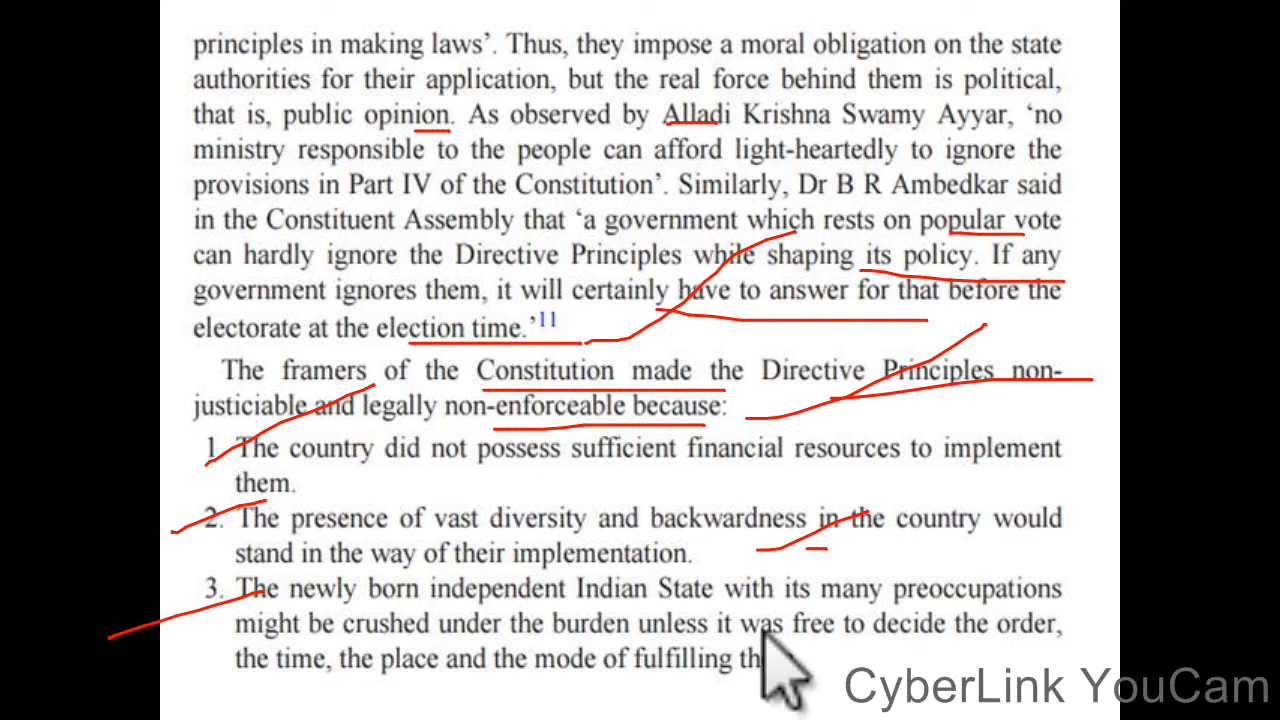 principles in making laws’. Thus, they impose a moral obligation on the state
authorities for their application, but the real force behind them is political,
that is, public opinion. As observed by Alladi Krishna Swamy Ayyar, ‘no
ministry responsible to the people can afford light-heartedly to ignore the
provisions in Part IV of the Constitution’. Similarly, Dr B R Ambedkar said
in the Constituent Assembly that ‘a government which rests on popular vote
can hardly ignore the Directive Principles while shaping its policy. If any
government ignores them, it will certainly have to answer for that before the
electorate at the election time.’11
The framers of the Constitution made the Directive Principles non-
justiciable and legally non-enforceable because:
1. The country did not possess sufficient financial resources to implement
them.
2. The presence of vast diversity and backwardness in the country would
stand in the way of their implementation.
3. The newly born independent Indian State with its many preoccupations
might be crushed under the burden unless it was free to decide the order,
the time, the place and the mode of fulfilling
CyberLink YouCam